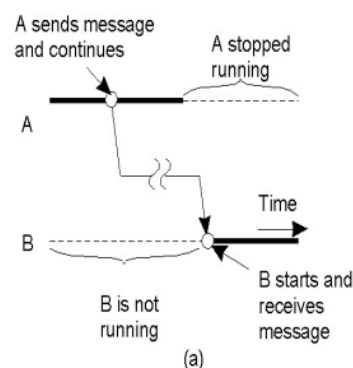 A sends message
and continues
A stopped
running
A
Time
B
B is not
running
B starts and
receives
message
(a)